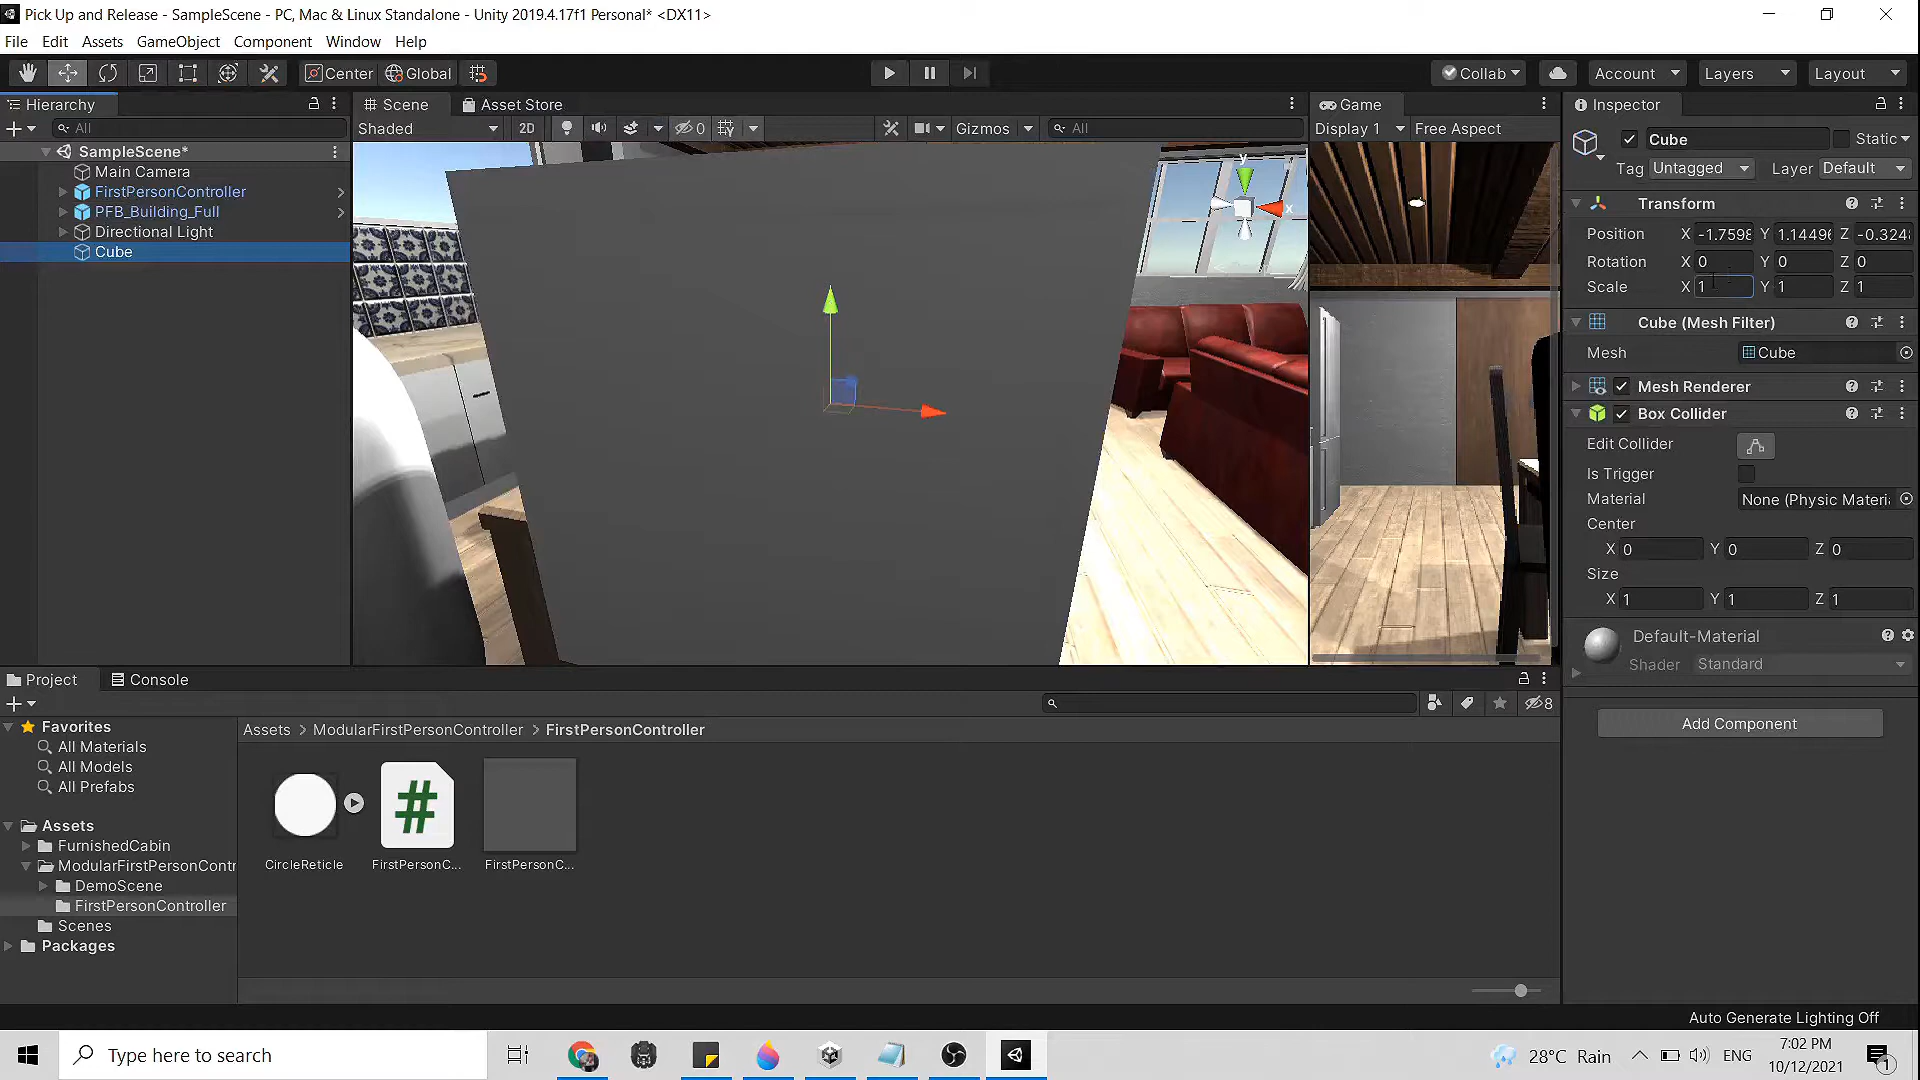 Pick Up and Release - SampleScene - PC, Mac & Linux Standalone - Unity 2019.4.17f1 Personal* <DX11>
File Edit Assets GameObject Component Window Help
Center Global Collab Account Layers Layout
Hierarchy
All
SampleScene*
Main Camera
FirstPersonController
PFB_Building_Full
Directional Light
Cube
Scene Asset Store
Shaded 2D 0 Gizmos All
y
x
Game
Display 1 Free Aspect
Inspector
Cube Static
Tag Untagged Layer Default
Transform
Position X -1.7598 Y 1.14496 Z -0.324
Rotation X 0 Y 0 Z 0
Scale X 1 Y 1 Z 1
Cube (Mesh Filter)
Mesh Cube
Mesh Renderer
Box Collider
Edit Collider
Is Trigger
Material None (Physic Materi
Center
X 0 Y 0 Z 0
Size
X 1 Y 1 Z 1
Default-Material
Shader Standard
Add Component
Project Console
8
Favorites
All Materials
All Models
All Prefabs
Assets
FurnishedCabin
ModularFirstPersonContr
DemoScene
FirstPersonController
Scenes
Packages
Assets > ModularFirstPersonController > FirstPersonController
#
CircleReticle FirstPersonC... FirstPersonC...
Auto Generate Lighting Off
Type here to search
28°C Rain
ENG
7:02 PM
10/12/2021
1